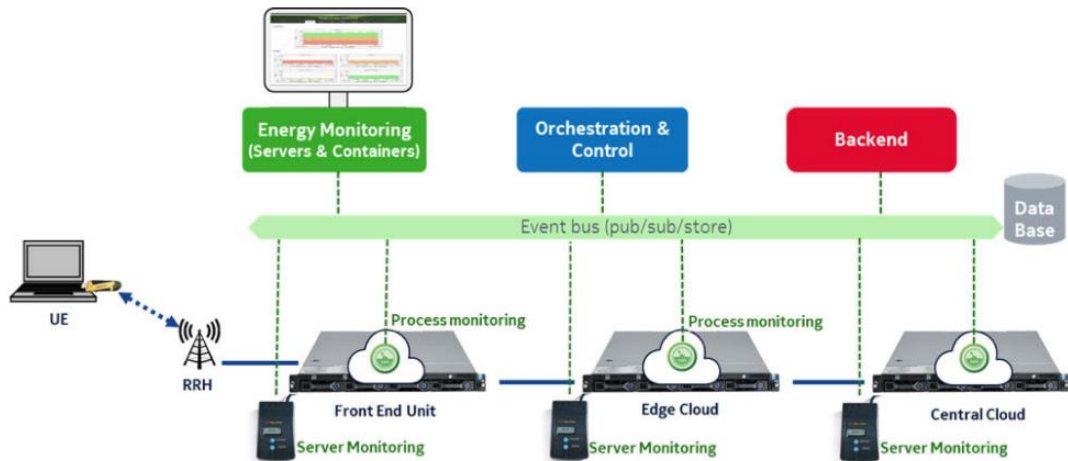 Energy Monitoring
(Servers & Containers)
Orchestration &
Control
Backend
Data
Base
Event bus (pub/sub/store)
UE
RRH
Process monitoring
Process monitoring
Front End Unit
Edge Cloud
Central Cloud
Server Monitoring
Server Monitoring
Server Monitoring